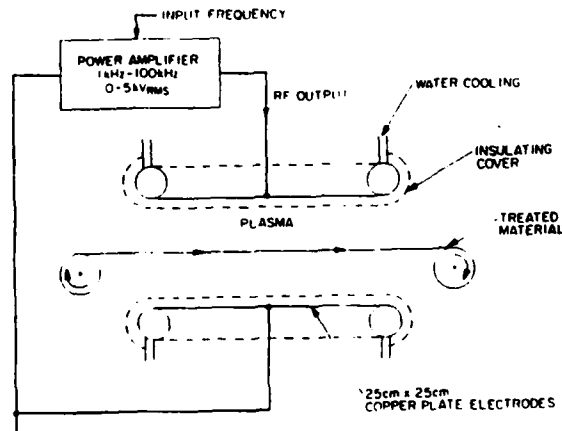 INPUT FREQUENCY
POWER AMPLIFIER
1kHz-100kHz
0-5kVRMS
RF OUTPUT
WATER COOLING
INSULATING
COVER
PLASMA
TREATED
MATERIAL
25cm x 25cm
COPPER PLATE ELECTRODES